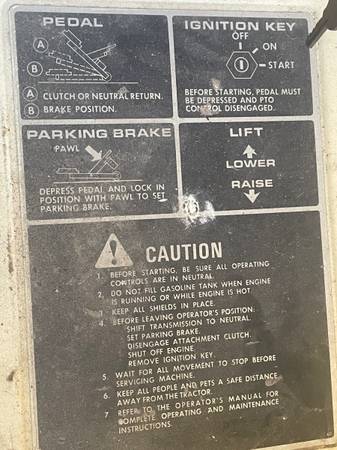 PEDAL
A
B
A CLUTCH OR NEUTRAL RETURN.
B BRAKE POSITION.
IGNITION KEY
OFF
ON
START
BEFORE STARTING, PEDAL MUST
BE DEPRESSED AND PTO
CONTROL DISENGAGED.
PARKING BRAKE
PAWL
DEPRESS PEDAL AND LOCK IN
POSITION WITH PAWL TO SET
PARKING BRAKE.
LIFT
LOWER
RAISE
CAUTION
1. BEFORE STARTING, BE SURE ALL OPERATING
CONTROLS ARE IN NEUTRAL.
2. DO NOT FILL GASOLINE TANK WHEN ENGINE
IS RUNNING OR WHILE ENGINE IS HOT.
3. KEEP ALL SHIELDS IN PLACE.
4. BEFORE LEAVING OPERATOR'S POSITION:
SHIFT TRANSMISSION TO NEUTRAL.
SET PARKING BRAKE.
DISENGAGE ATTACHMENT CLUTCH.
SHUT OFF ENGINE.
REMOVE IGNITION KEY.
5. WAIT FOR ALL MOVEMENT TO STOP BEFORE
SERVICING MACHINE.
6. KEEP ALL PEOPLE AND PETS A SAFE DISTANCE
AWAY FROM THE TRACTOR.
7. REFER TO THE OPERATOR'S MANUAL FOR
COMPLETE OPERATING AND MAINTENANCE
INSTRUCTIONS.